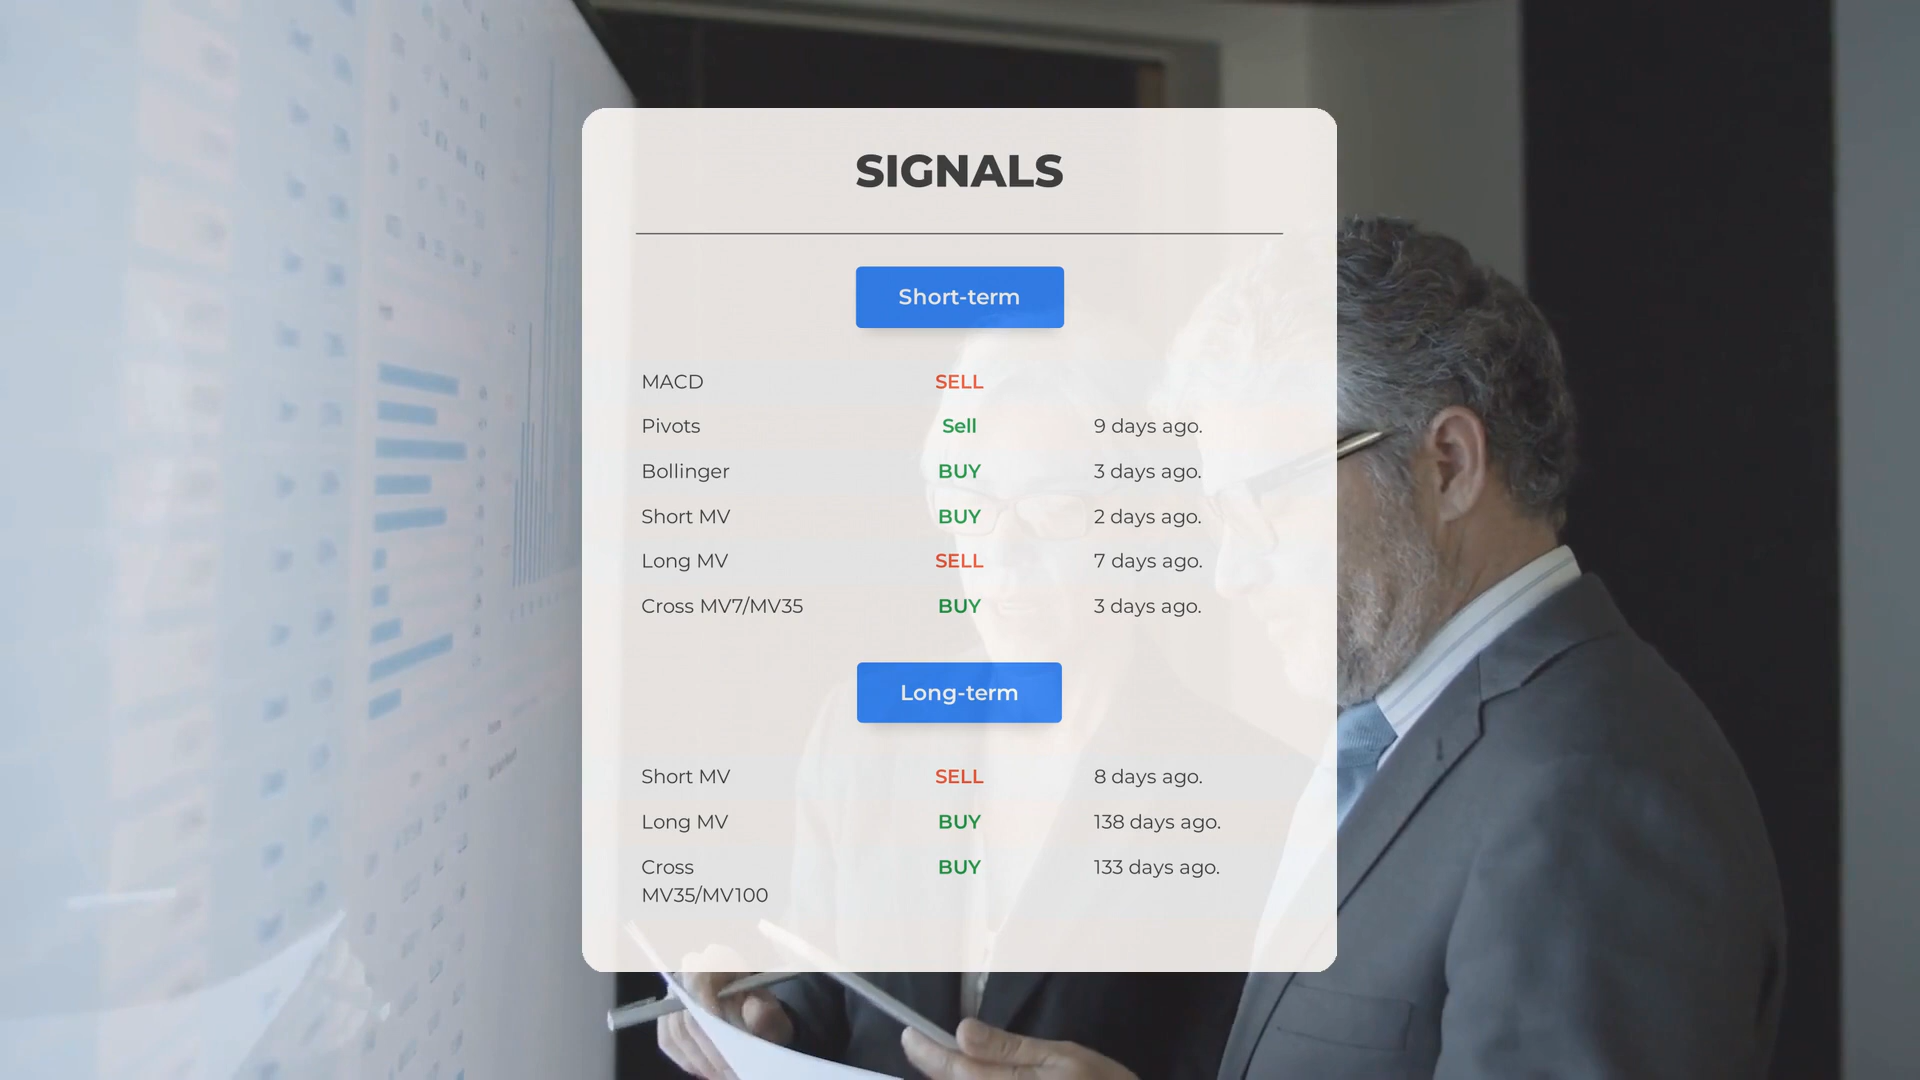 SIGNALS
Short-term
MACD SELL
Pivots Sell 9 days ago.
Bollinger BUY 3 days ago.
Short MV BUY 2 days ago.
Long MV SELL 7 days ago.
Cross MV7/MV35 BUY 3 days ago.
Long-term
Short MV SELL 8 days ago.
Long MV BUY 138 days ago.
Cross BUY 133 days ago.
MV35/MV100